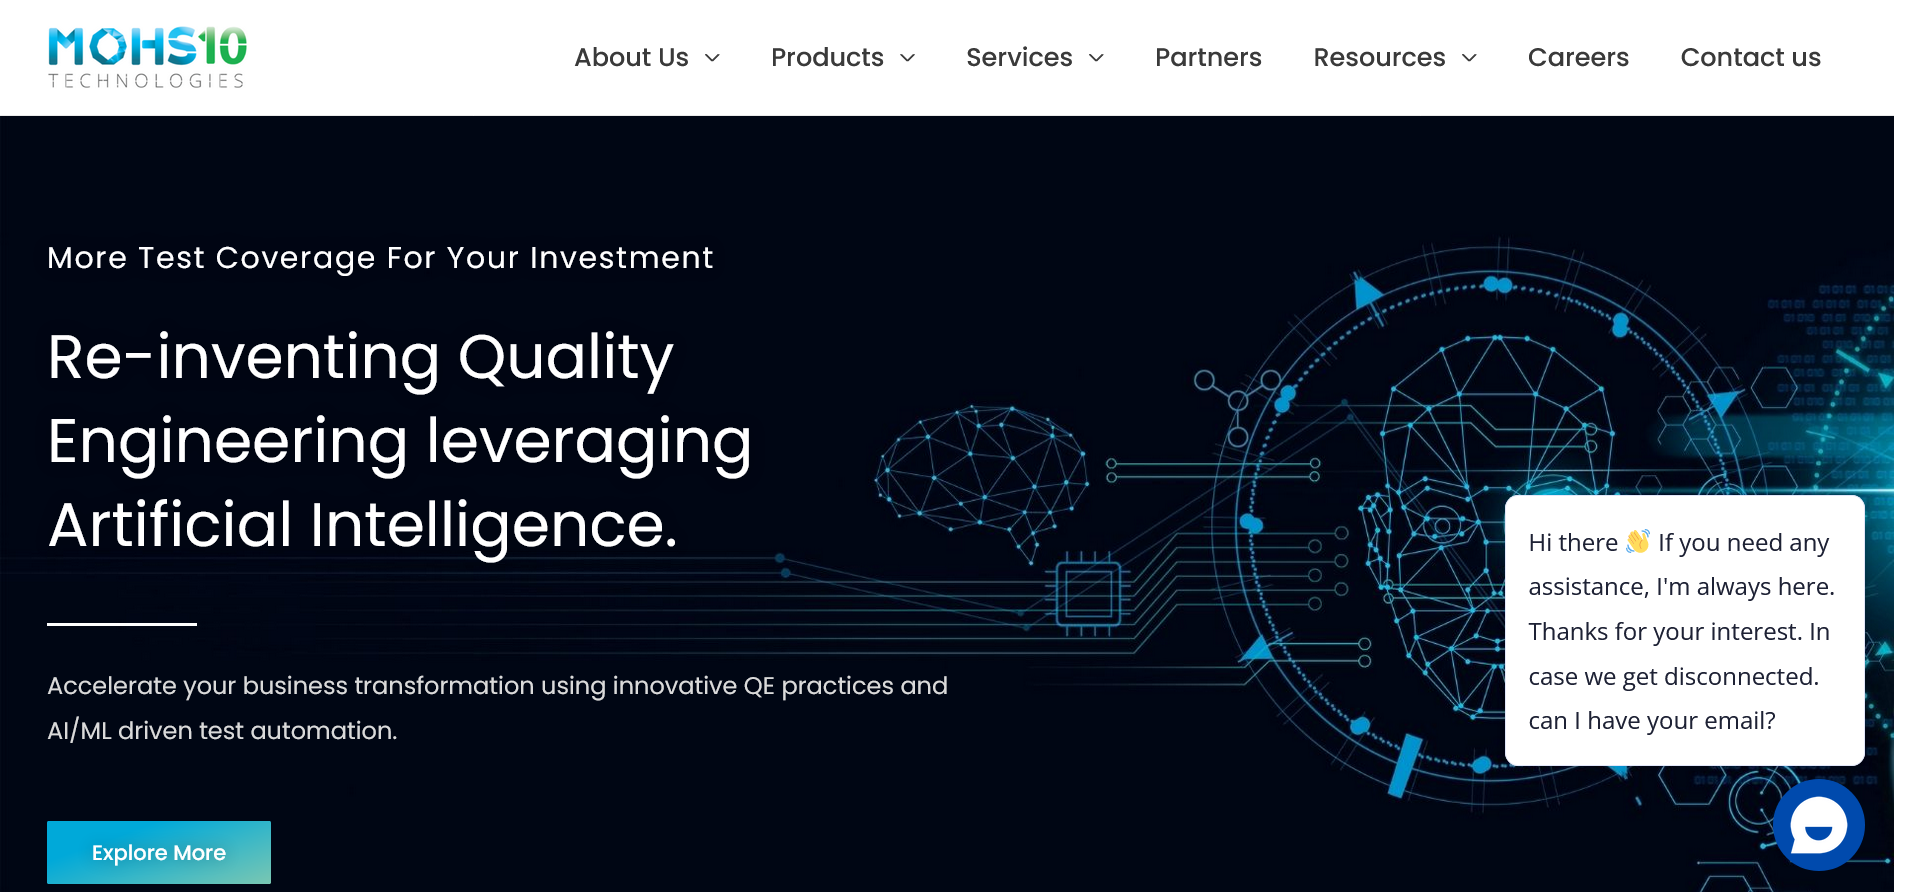 MOHS10
TECHNOLOGIES
About Us
Products
Services
Partners
Resources
Careers
Contact us
More Test Coverage For Your Investment
Re-inventing Quality
Engineering leveraging
Artificial Intelligence.
Accelerate your business transformation using innovative QE practices and
AI/ML driven test automation.
Explore More
Hi there 👋 If you need any
assistance, I'm always here.
Thanks for your interest. In
case we get disconnected.
can I have your email?